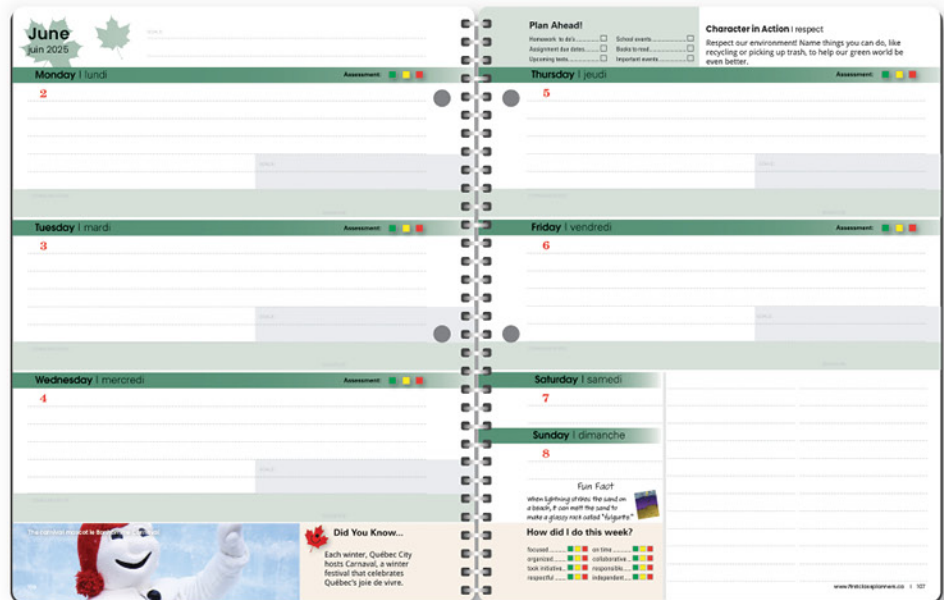 June
juin 2025
Monday | lundi
Assessment:
2
Tuesday | mardi
Assessment:
3
Wednesday | mercredi
Assessment:
4
Did You Know...
Each winter, Québec City
hosts Carnaval, a winter
festival that celebrates
Québec's joie de vivre.
Plan Ahead!
Homework to do's
School events
Assignment due dates
Books to read
Upcoming tests
Important events
Character in Action | respect
Respect our environment! Name things you can do, like
recycling or picking up trash, to help our green world be
even better.
Thursday | jeudi
Assessment:
5
Friday | vendredi
Assessment:
6
Saturday | samedi
7
Sunday | dimanche
8
Fun Fact
When lightning strikes the sand on
a beach, it can melt the sand to
make a glassy rock called "fulgurite."
How did I do this week?
focused
on time
organized
collaborative
took initiative
responsible
respectful
independent
107